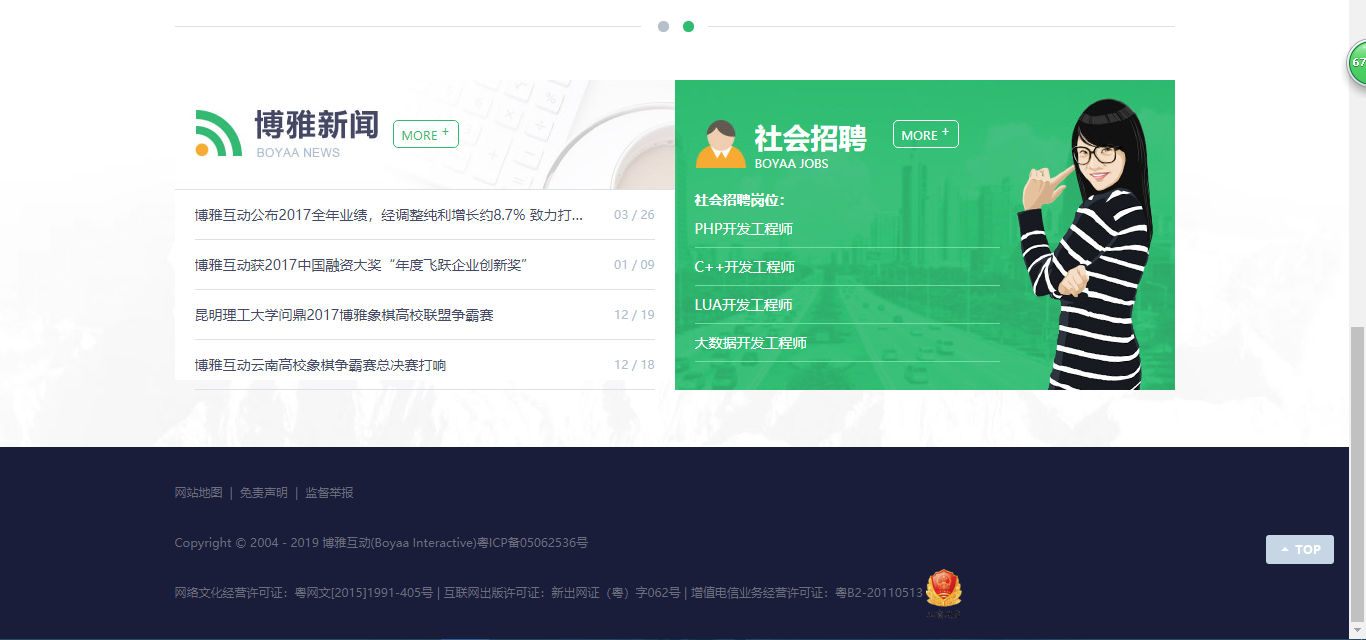 博雅新闻
MORE +
BOYAA NEWS
博雅互动公布2017全年业绩，经调整纯利增长约8.7% 致力打... 03 / 26
博雅互动获2017中国融资大奖“年度飞跃企业创新奖” 01 / 09
昆明理工大学问鼎2017博雅象棋高校联盟争霸赛 12 / 19
博雅互动云南高校象棋争霸赛总决赛打响 12 / 18
社会招聘
MORE +
BOYAA JOBS
社会招聘岗位：
PHP开发工程师
C++开发工程师
LUA开发工程师
大数据开发工程师
67
网站地图 | 免责声明 | 监督举报
Copyright © 2004 - 2019 博雅互动(Boyaa Interactive)粤ICP备05062536号
TOP
网络文化经营许可证：粤网文[2015]1991-405号 | 互联网出版许可证：新出网证（粤）字062号 | 增值电信业务经营许可证：粤B2-20110513